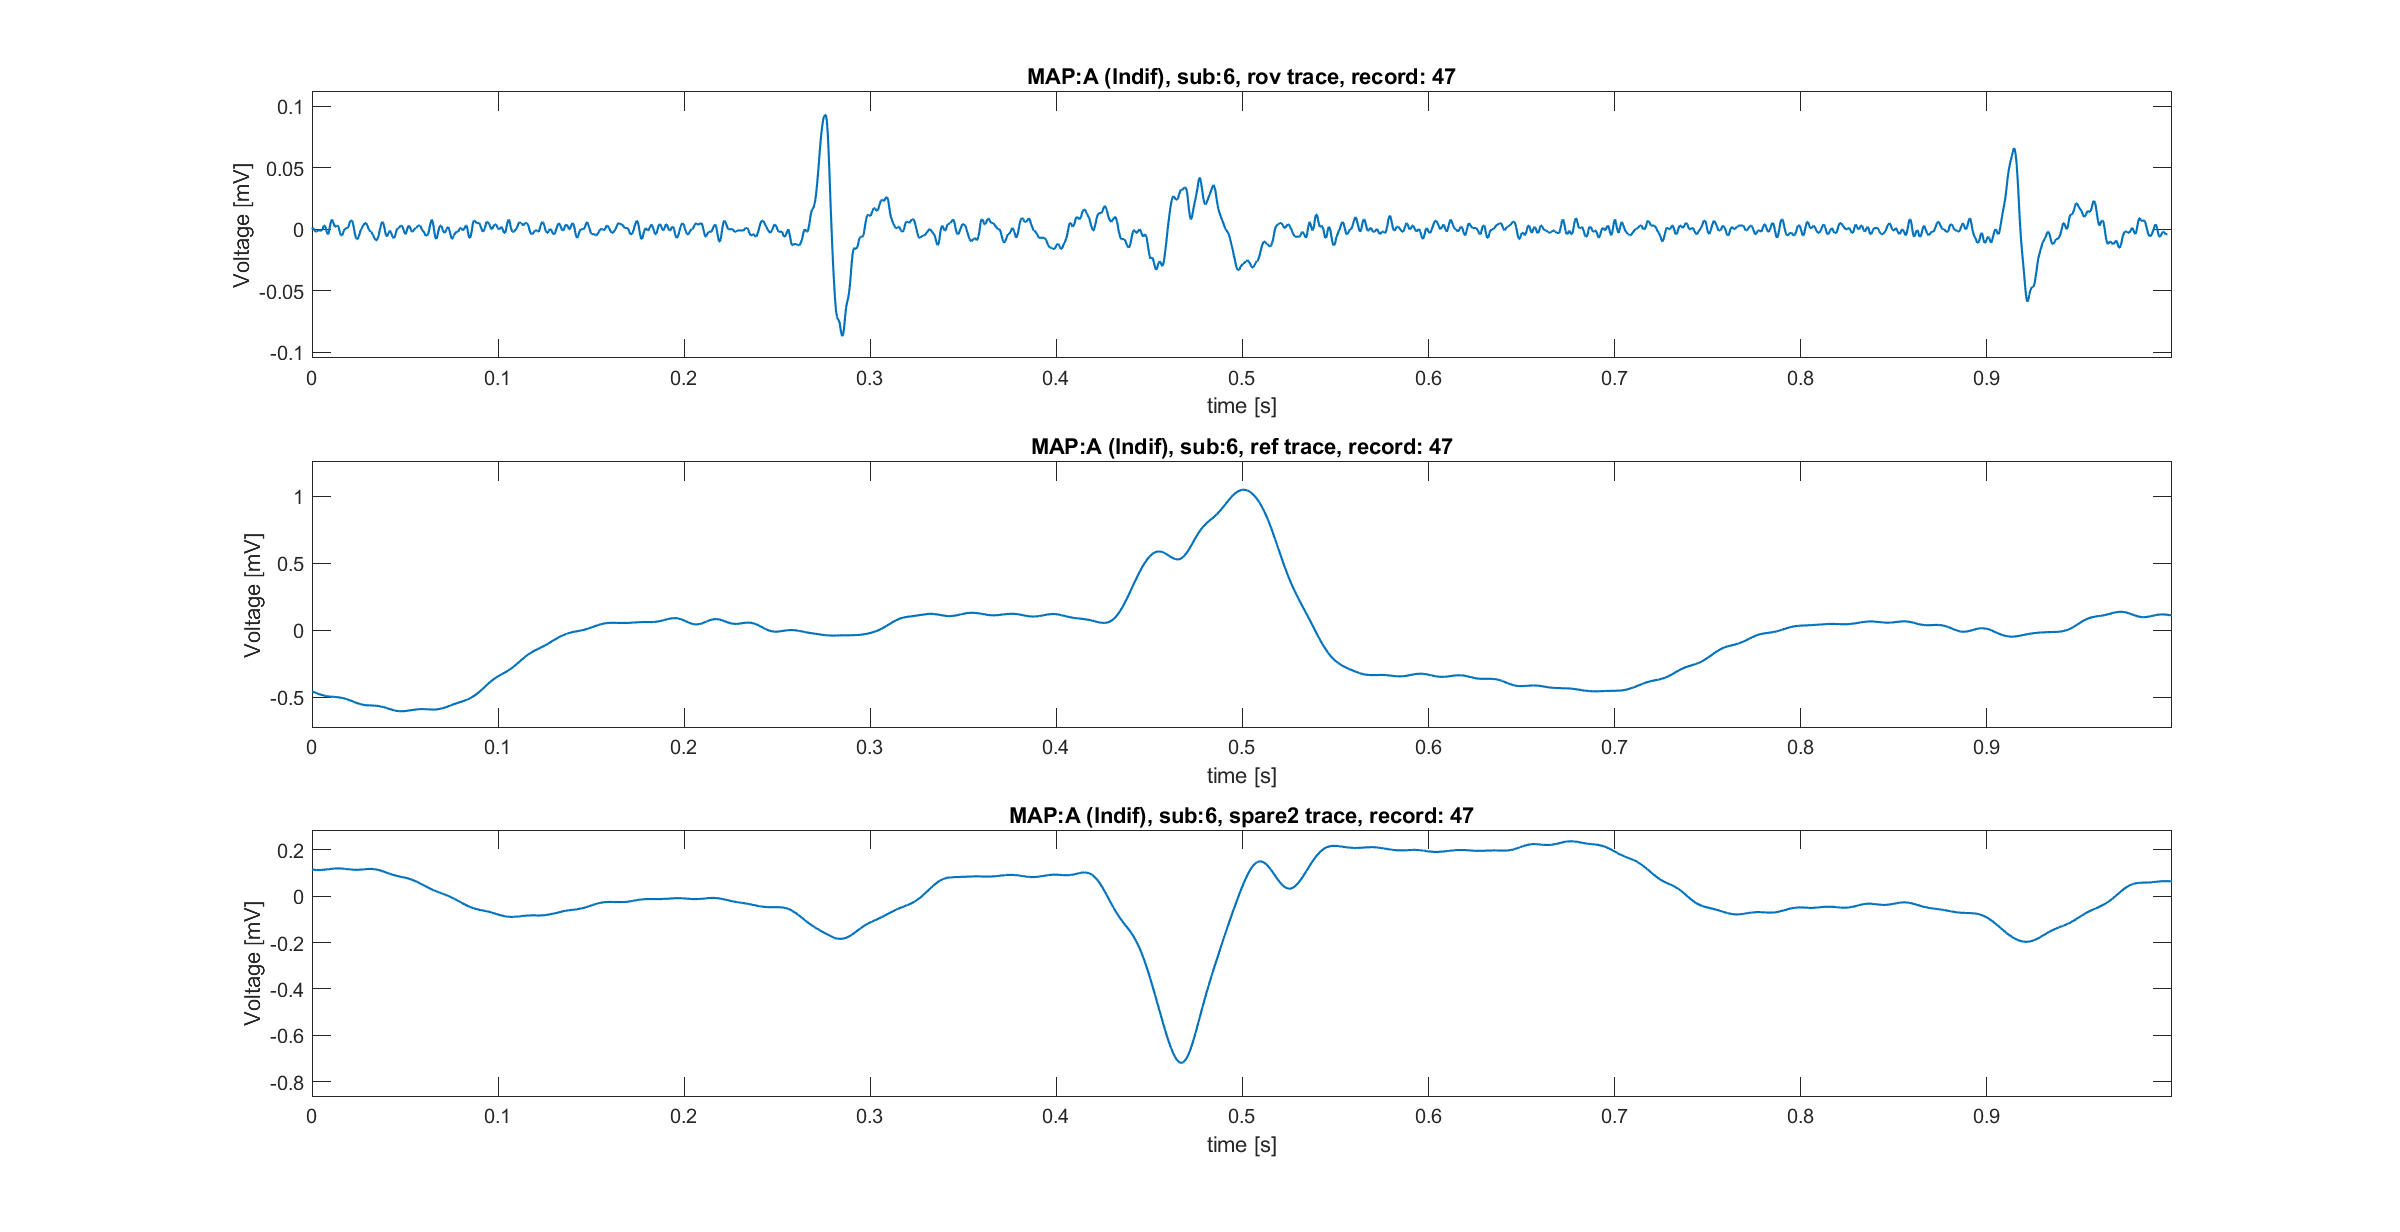 MAP:A (Indif), sub:6, rov trace, record: 47
Voltage [mV]
0.1
0.05
0
-0.05
-0.1
0 0.1 0.2 0.3 0.4 0.5 0.6 0.7 0.8 0.9
time [s]
MAP:A (Indif), sub:6, ref trace, record: 47
Voltage [mV]
1
0.5
0
-0.5
0 0.1 0.2 0.3 0.4 0.5 0.6 0.7 0.8 0.9
time [s]
MAP:A (Indif), sub:6, spare2 trace, record: 47
Voltage [mV]
0.2
0
-0.2
-0.4
-0.6
-0.8
0 0.1 0.2 0.3 0.4 0.5 0.6 0.7 0.8 0.9
time [s]